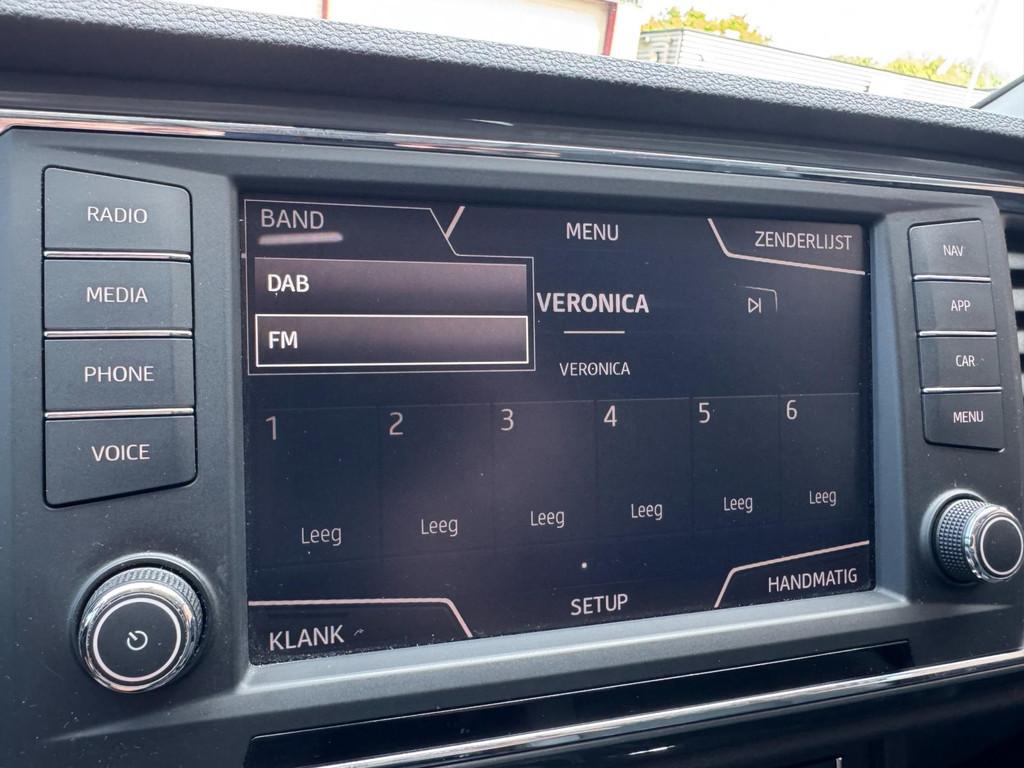 RADIO
MEDIA
PHONE
VOICE
BAND
MENU
ZENDERLIJST
DAB
FM
VERONICA
VERONICA
1 2 3 4 5 6
Leeg Leeg Leeg Leeg Leeg Leeg
KLANK
SETUP
HANDMATIG
NAV
APP
CAR
MENU